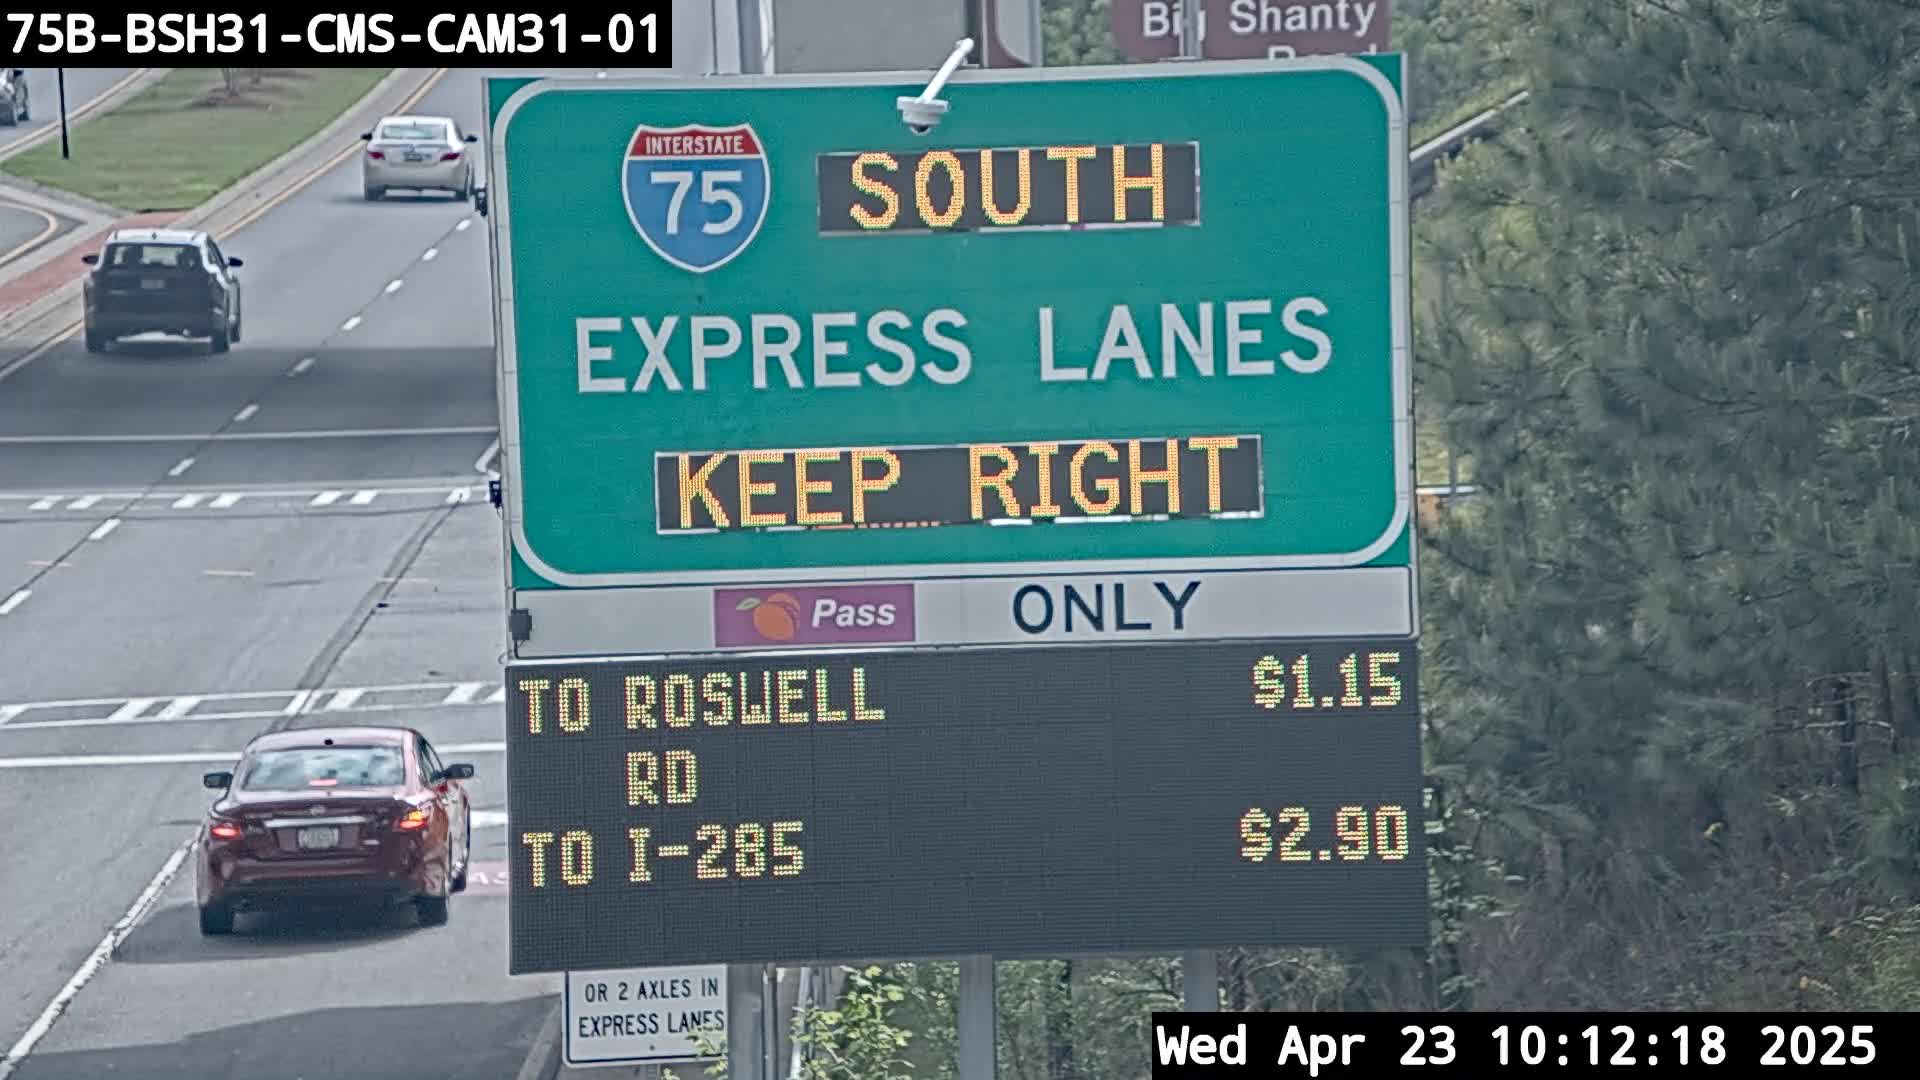 75B-BSH31-CMS-CAM31-01
Big Shanty
Road
INTERSTATE
75
SOUTH
EXPRESS LANES
KEEP RIGHT
Pass
ONLY
TO ROSWELL $1.15
RD
TO I-285 $2.90
OR 2 AXLES IN
EXPRESS LANES
Wed Apr 23 10:12:18 2025